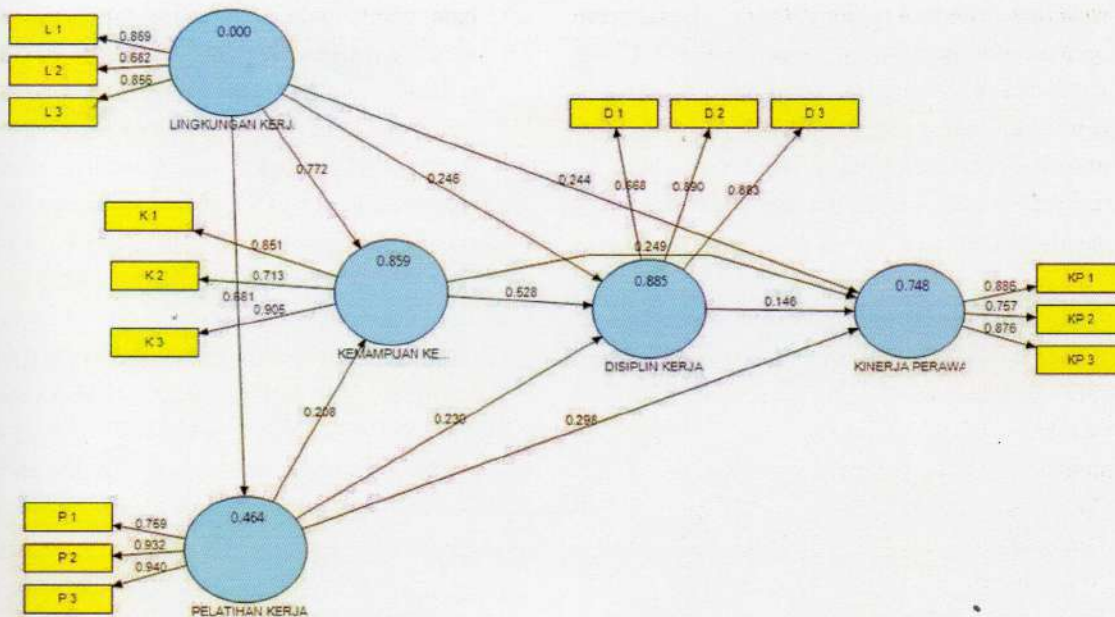 L 1
0.869
0.000
L 2
0.682
L 3
0.856
LINGKUNGAN KERJ.
D 1
D 2
D 3
0.772
0.246
0.244
0.668
0.890
0.883
K 1
0.851
0.859
0.249
K 2
0.713
0.528
0.885
0.146
0.748
0.886
KP 1
0.757
KP 2
0.681
0.905
0.876
K 3
KP 3
KEMAMPUAN KE...
DISIPLIN KERJA
KINERJA PERAWA
0.208
0.230
0.298
0.464
P 1
0.759
P 2
0.932
0.940
P 3
PELATIHAN KERJA